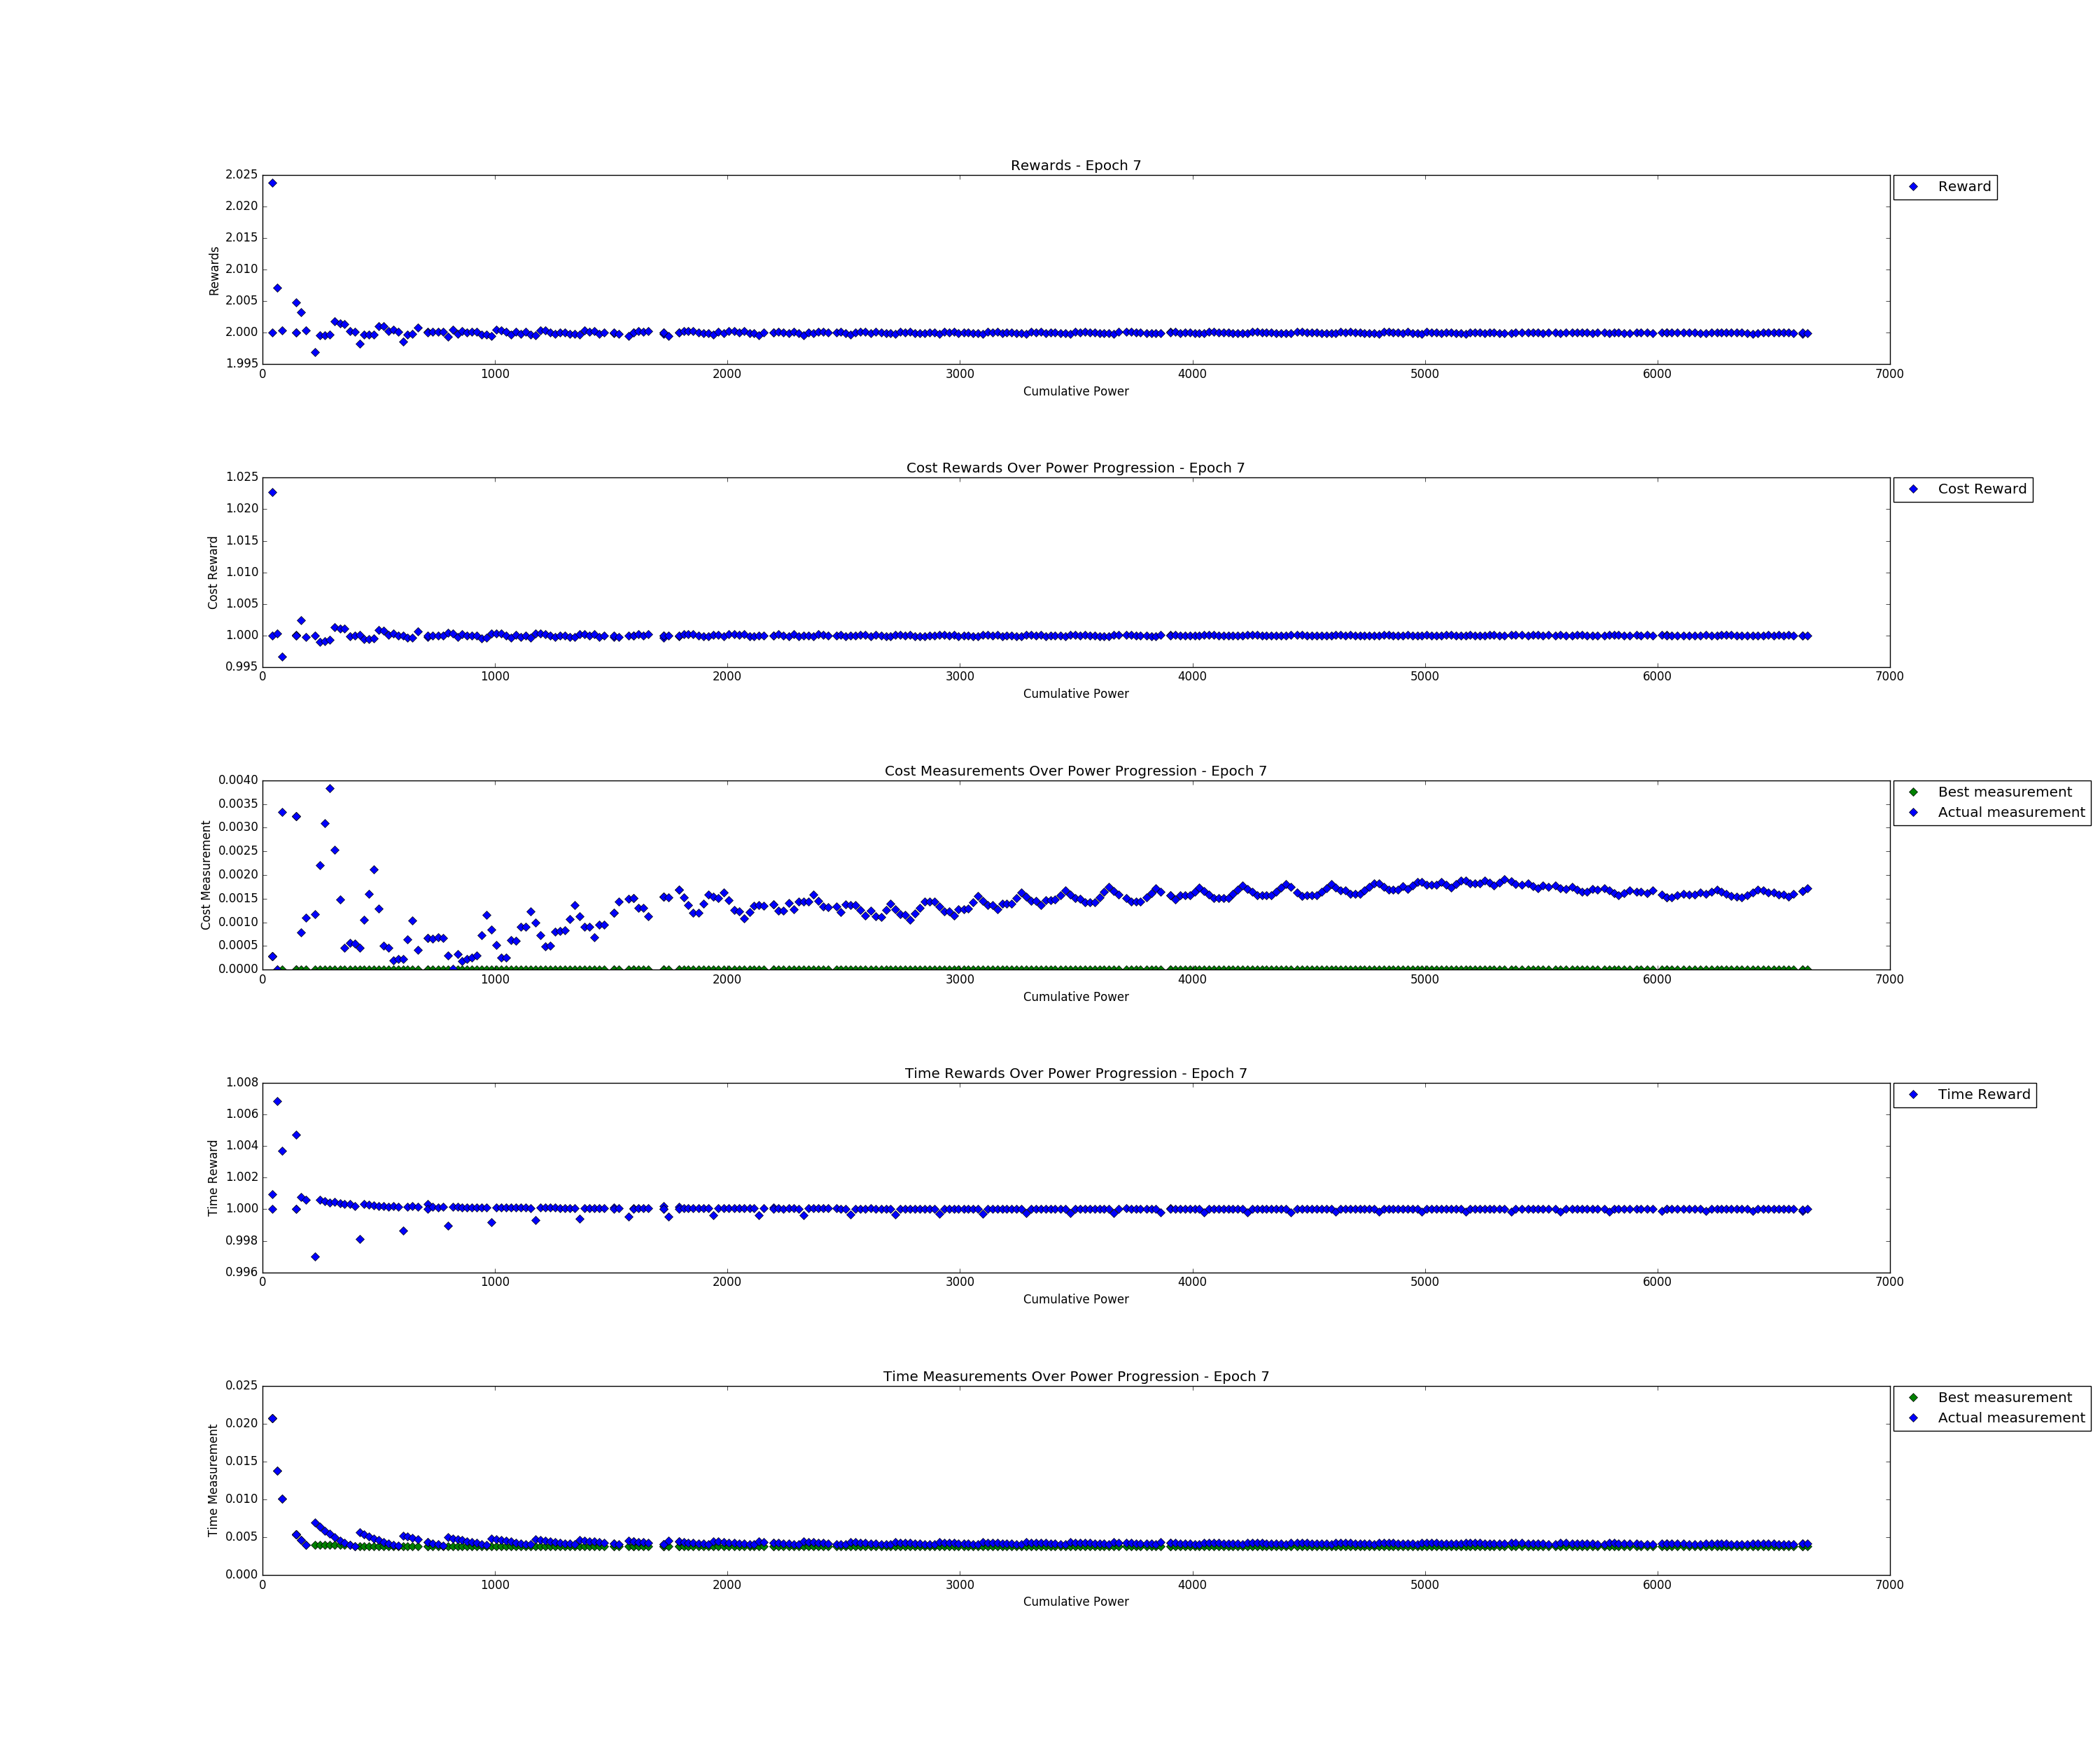 Rewards - Epoch 7
2.025
2.020
2.015
2.010
2.005
2.000
1.995
Rewards
0 1000 2000 3000 4000 5000 6000 7000
Cumulative Power
Reward
Cost Rewards Over Power Progression - Epoch 7
1.025
1.020
1.015
1.010
1.005
1.000
0.995
Cost Reward
0 1000 2000 3000 4000 5000 6000 7000
Cumulative Power
Cost Reward
Cost Measurements Over Power Progression - Epoch 7
0.0040
0.0035
0.0030
0.0025
0.0020
0.0015
0.0010
0.0005
0.0000
Cost Measurement
0 1000 2000 3000 4000 5000 6000 7000
Cumulative Power
Best measurement
Actual measurement
Time Rewards Over Power Progression - Epoch 7
1.008
1.006
1.004
1.002
1.000
0.998
0.996
Time Reward
0 1000 2000 3000 4000 5000 6000 7000
Cumulative Power
Time Reward
Time Measurements Over Power Progression - Epoch 7
0.025
0.020
0.015
0.010
0.005
0.000
Time Measurement
0 1000 2000 3000 4000 5000 6000 7000
Cumulative Power
Best measurement
Actual measurement